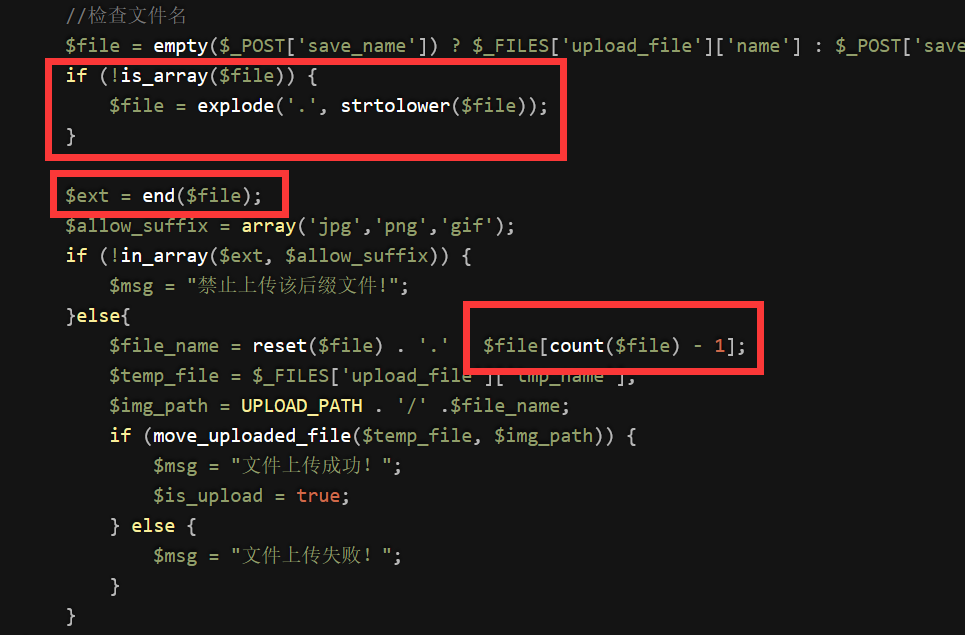 //检查文件名
$file = empty($_POST['save_name']) ? $_FILES['upload_file']['name'] : $_POST['save
if (!is_array($file)) {
$file = explode('.', strtolower($file));
}
$ext = end($file);
$allow_suffix = array('jpg','png','gif');
if (!in_array($ext, $allow_suffix)) {
$msg = "禁止上传该后缀文件!";
}else{
$file_name = reset($file) . '.' $file[count($file) - 1];
$temp_file = $_FILES['upload_file']['tmp_name'];
$img_path = UPLOAD_PATH . '/' .$file_name;
if (move_uploaded_file($temp_file, $img_path)) {
$msg = "文件上传成功！";
$is_upload = true;
} else {
$msg = "文件上传失败！";
}
}